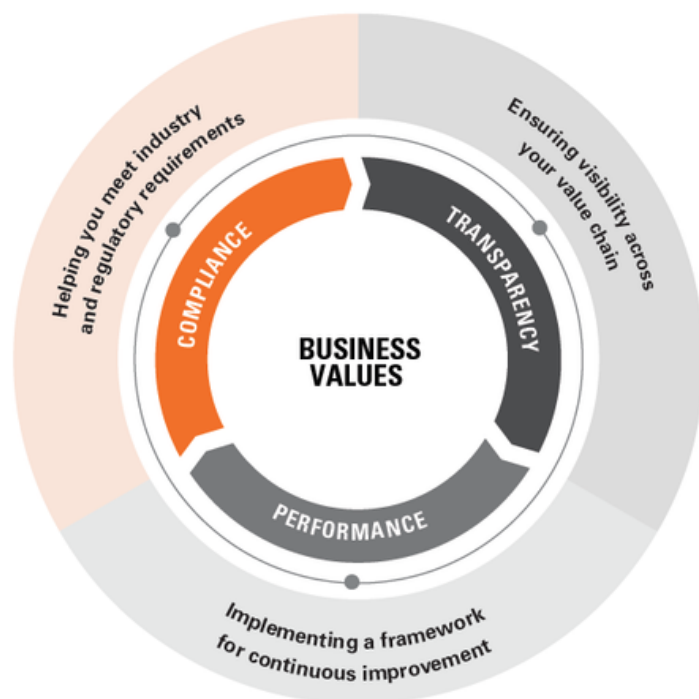 BUSINESS
VALUES
COMPLIANCE
Helping you meet industry
and regulatory requirements
TRANSPARENCY
Ensuring visibility across
your value chain
PERFORMANCE
Implementing a framework
for continuous improvement